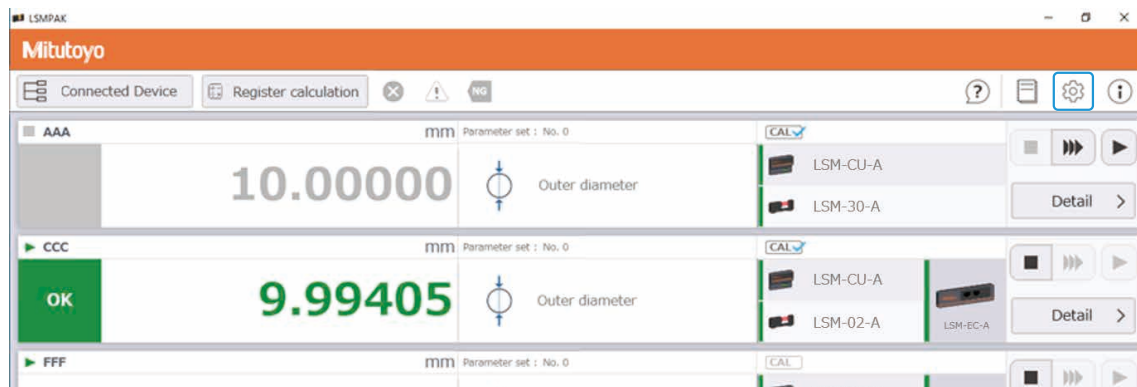 LSMPAK
Mitutoyo
Connected Device Register calculation NG ? i
AAA mm Parameter set : No. 0 CAL
10.00000 Outer diameter LSM-CU-A
LSM-30-A Detail >
CCC mm Parameter set : No. 0 CAL
OK 9.99405 Outer diameter LSM-CU-A
LSM-02-A LSM-EC-A Detail >
FFF mm Parameter set : No. 0 CAL